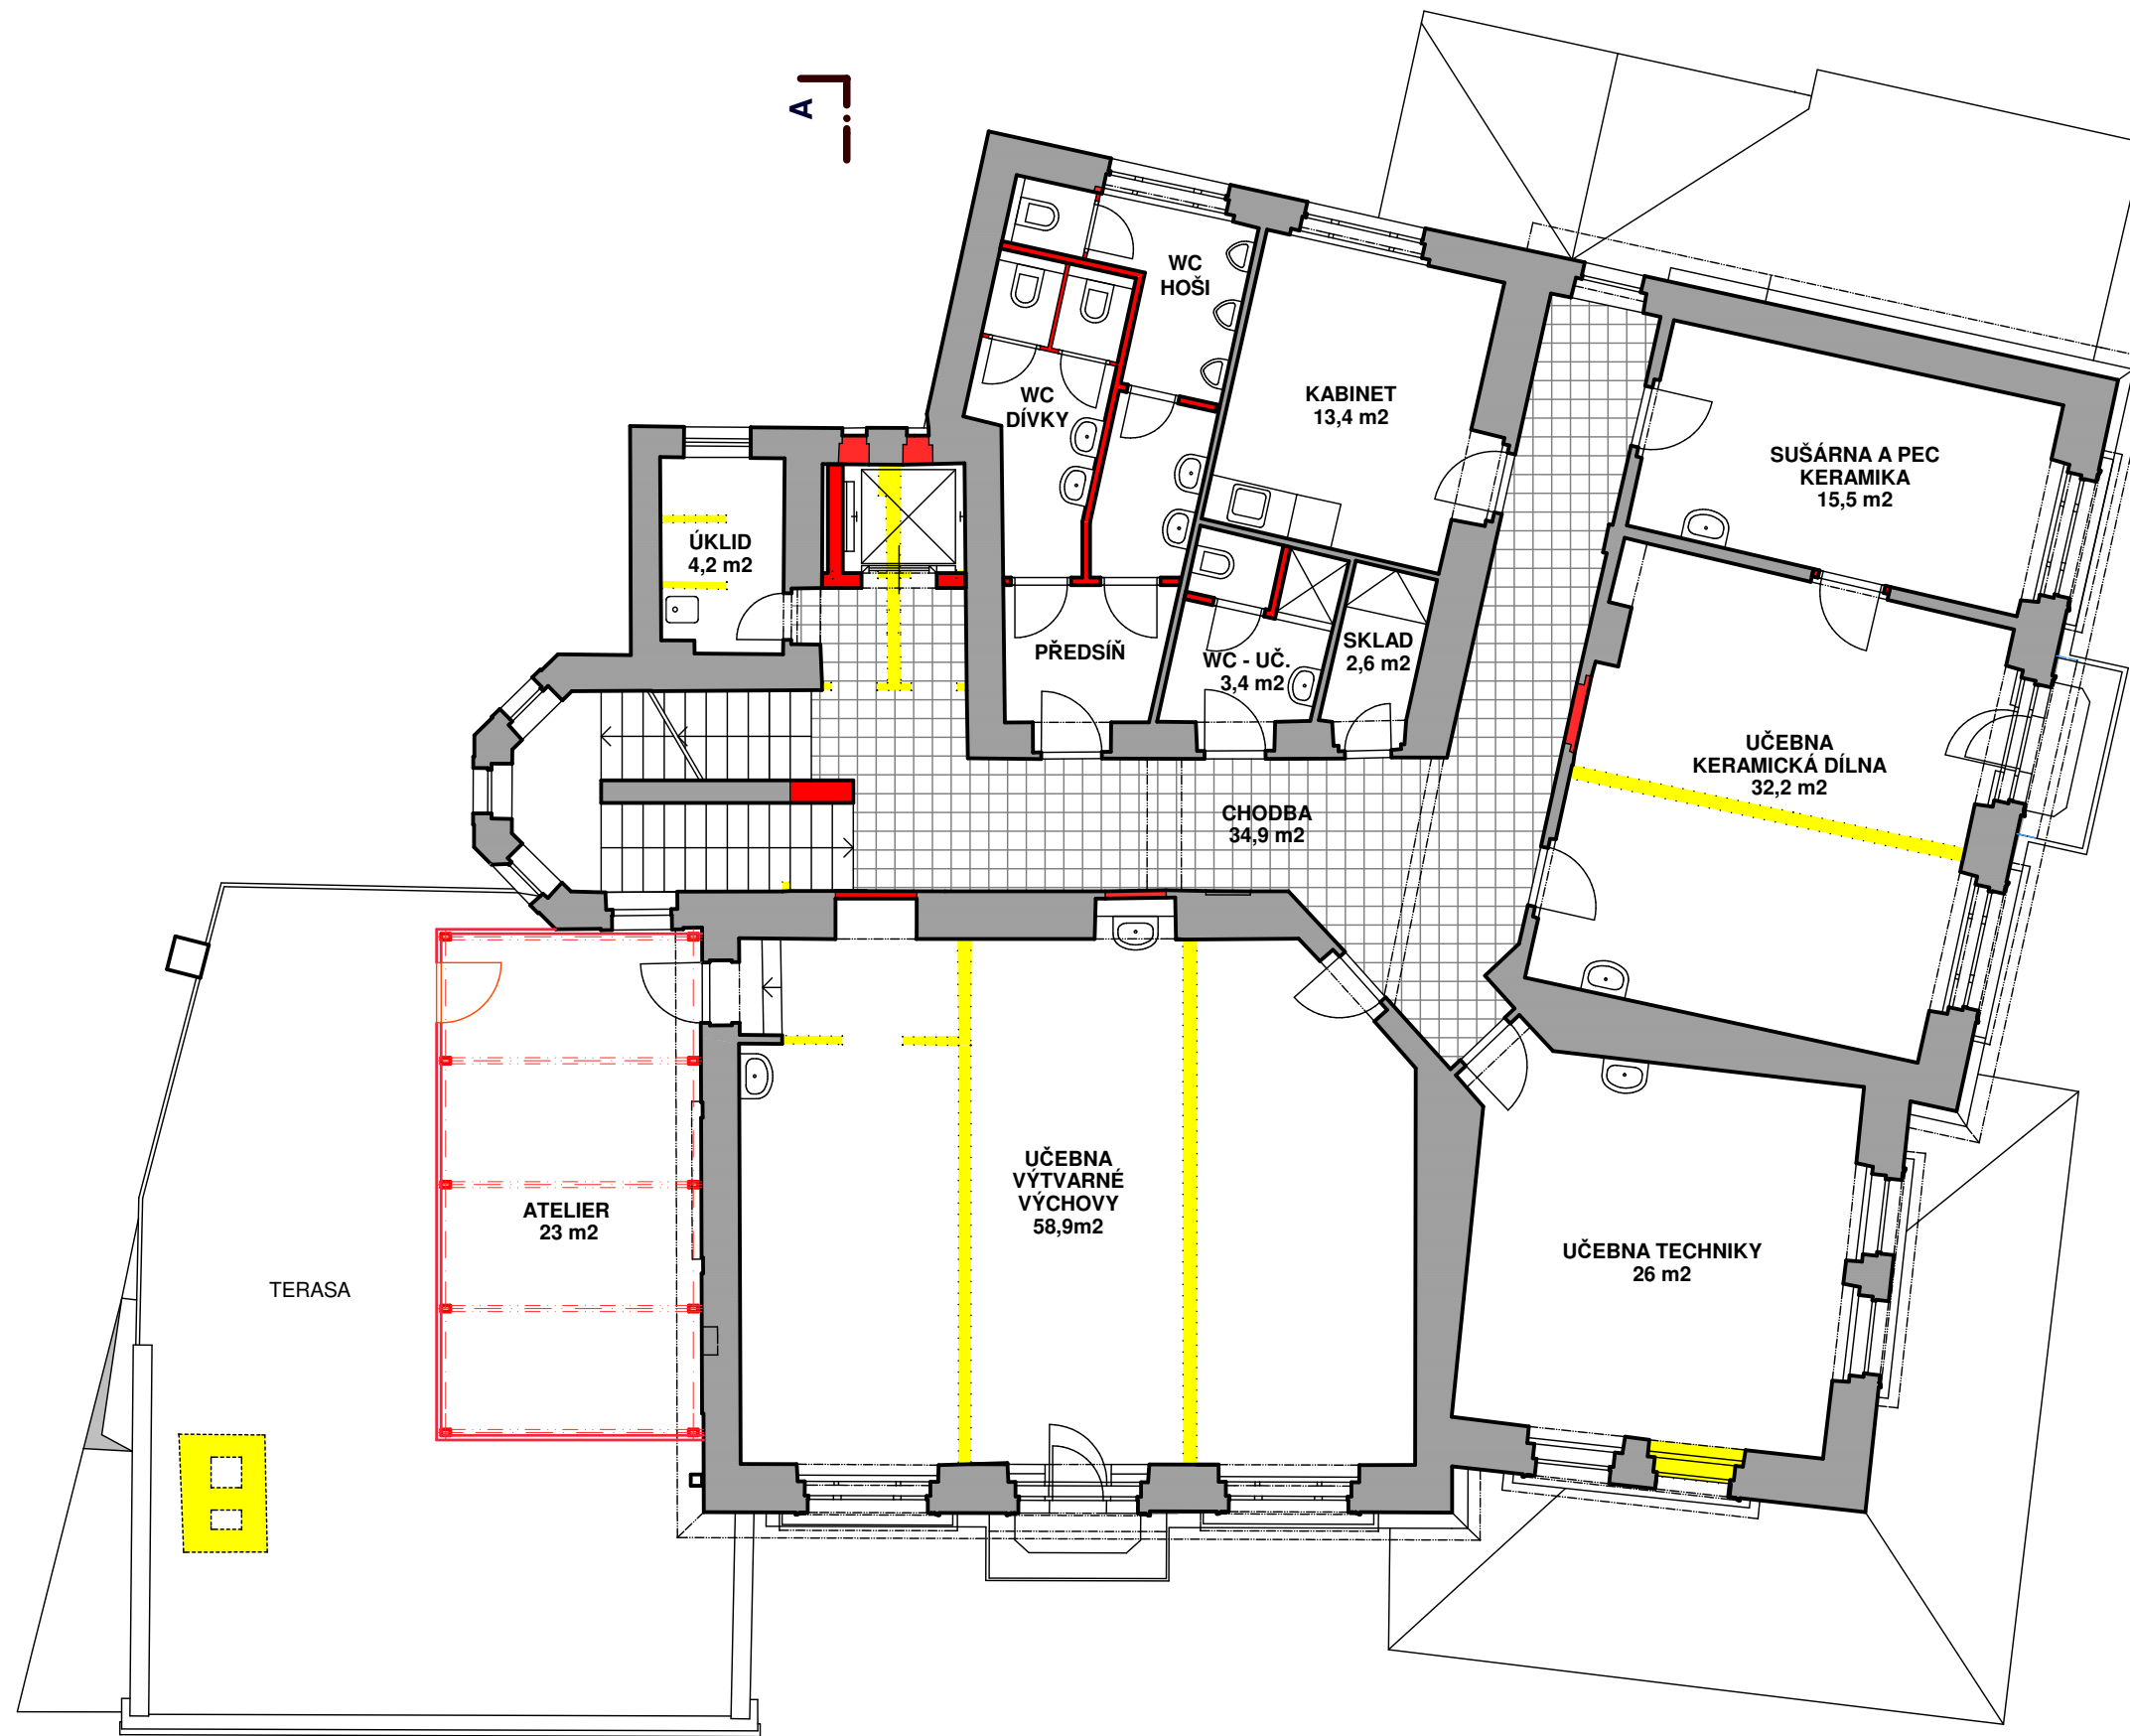 A
WC
HOŠI
WC
DÍVKY
KABINET
13,4 m2
SUŠÁRNA A PEC
KERAMIKA
15,5 m2
ÚKLID
4,2 m2
PŘEDSÍŇ
WC - UČ.
3,4 m2
SKLAD
2,6 m2
UČEBNA
KERAMICKÁ DÍLNA
32,2 m2
CHODBA
34,9 m2
UČEBNA
VÝTVARNÉ
VÝCHOVY
58,9m2
ATELIER
23 m2
UČEBNA TECHNIKY
26 m2
TERASA